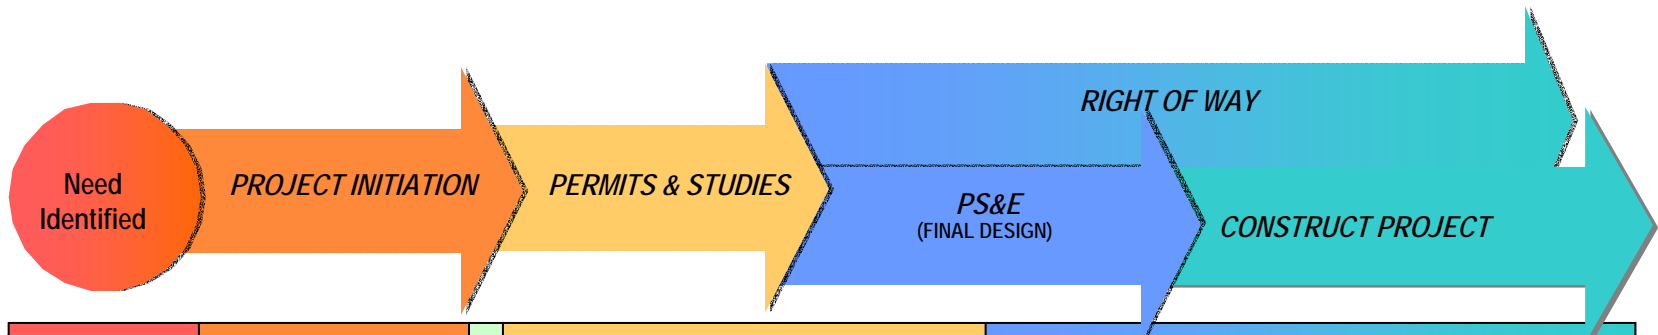 Need
Identified
PROJECT INITIATION
PERMITS & STUDIES
RIGHT OF WAY
PS&E
(FINAL DESIGN)
CONSTRUCT PROJECT